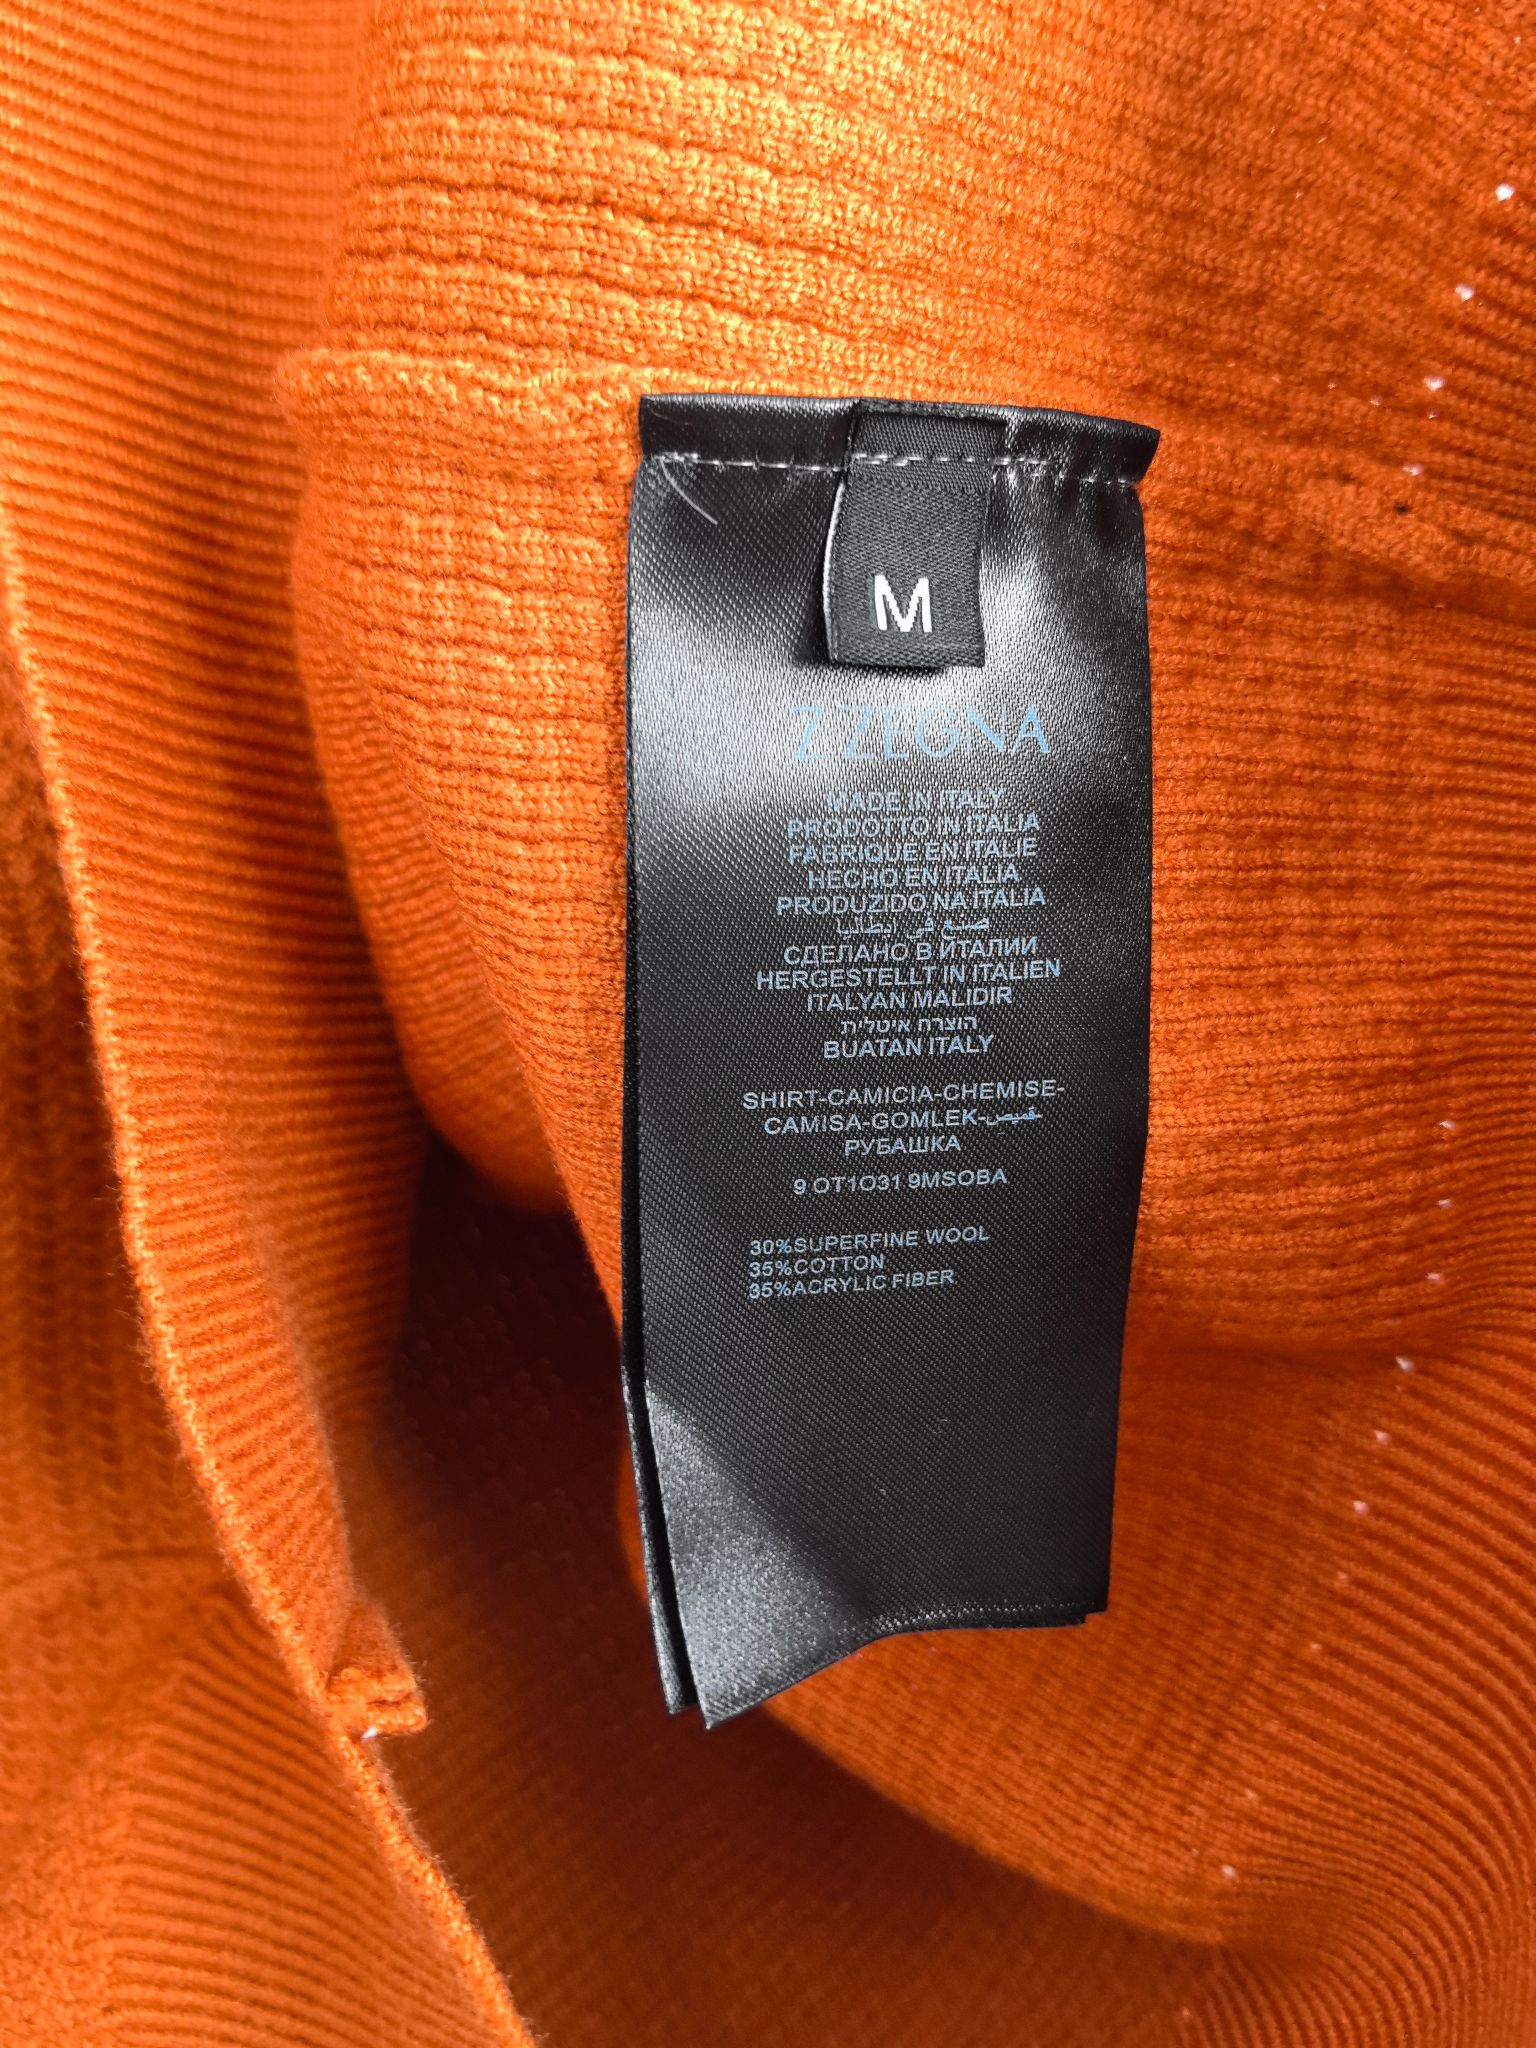 M
Z ZEGNA
MADE IN ITALY
PRODOTTO IN ITALIA
FABRIQUE EN ITALIE
HECHO EN ITALIA
PRODUZIDO NA ITALIA
صنع في إيطاليا
СДЕЛАНО В ИТАЛИИ
HERGESTELLT IN ITALIEN
ITALYAN MALIDIR
הוצרח איטלית
BUATAN ITALY
SHIRT-CAMICIA-CHEMISE-
CAMISA-GOMLEK-قميص
РУБАШКА
9 OT1O31 9MSOBA
30%SUPERFINE WOOL
35%COTTON
35%ACRYLIC FIBER